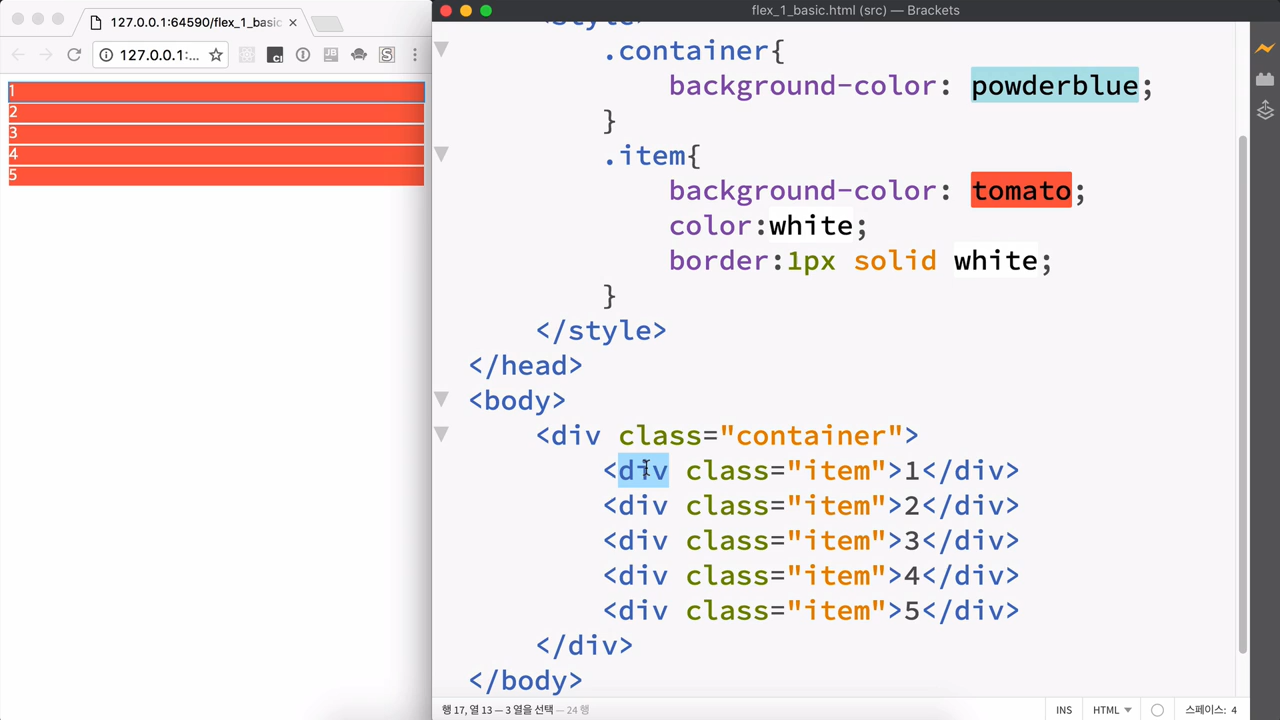 127.0.0.1:64590/flex_1_basic
127.0.0.1:...
1
2
3
4
5
flex_1_basic.html (src) — Brackets
.container{
background-color: powderblue;
}
.item{
background-color: tomato;
color:white;
border:1px solid white;
}
</style>
</head>
<body>
<div class="container">
<div class="item">1</div>
<div class="item">2</div>
<div class="item">3</div>
<div class="item">4</div>
<div class="item">5</div>
</div>
</body>
행 17, 열 13 — 3 열을 선택 — 24 행
INS
HTML
스페이스: 4